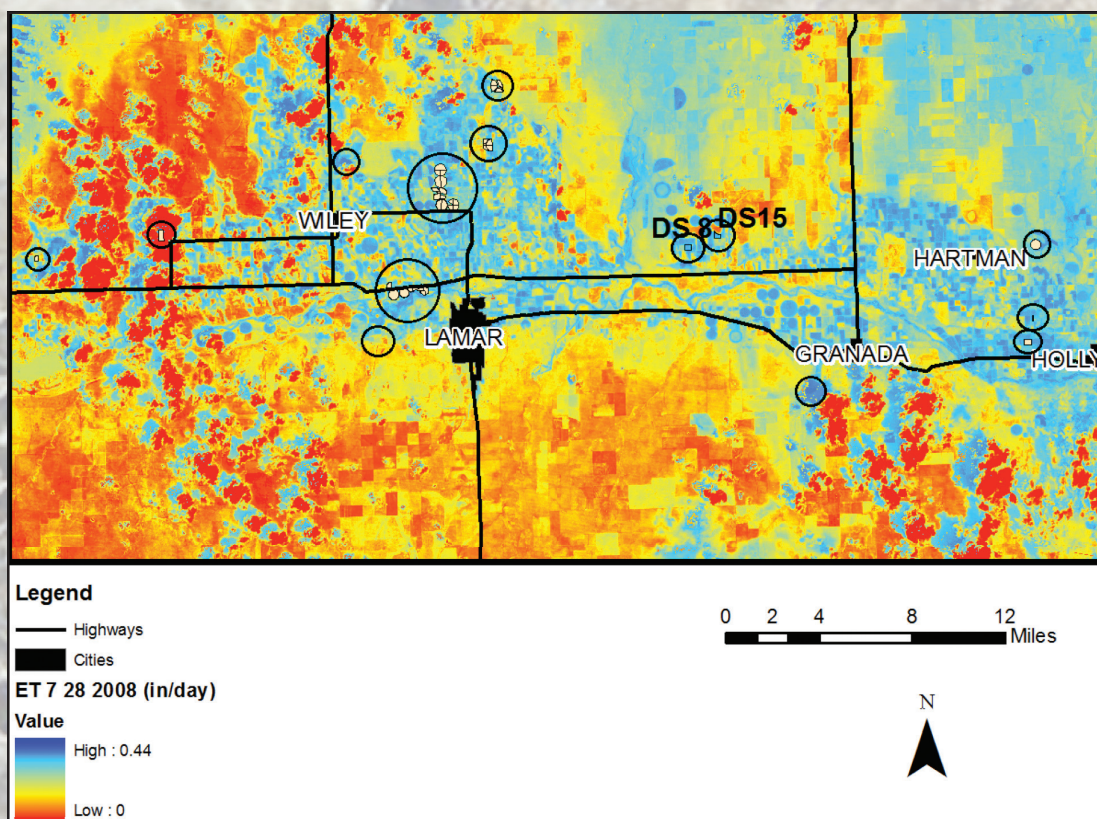 DS 8
DS15
WILEY
HARTMAN
LAMAR
GRANADA
HOLLY
Legend
Highways
Cities
ET 7 28 2008 (in/day)
Value
High : 0.44
Low : 0
0 2 4 8 12
Miles
N